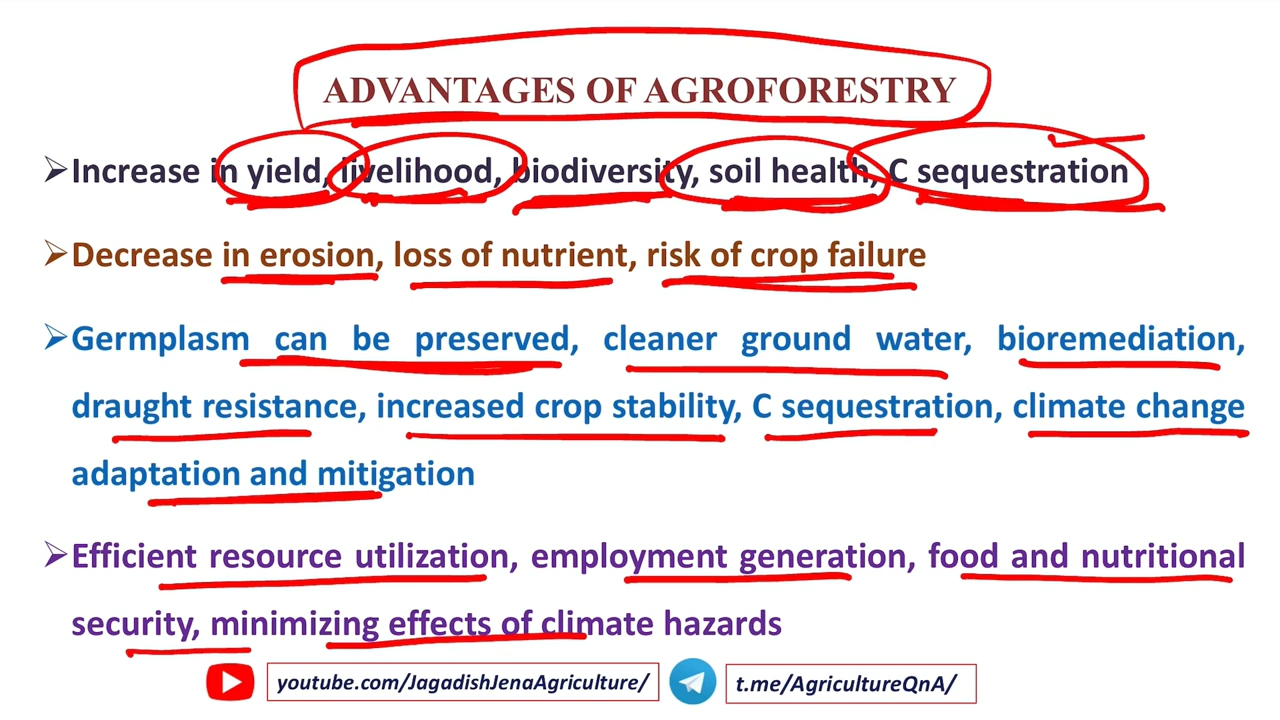 ADVANTAGES OF AGROFORESTRY
➢Increase in yield, livelihood, biodiversity, soil health, C sequestration
➢Decrease in erosion, loss of nutrient, risk of crop failure
➢Germplasm can be preserved, cleaner ground water, bioremediation,
draught resistance, increased crop stability, C sequestration, climate change
adaptation and mitigation
➢Efficient resource utilization, employment generation, food and nutritional
security, minimizing effects of climate hazards
youtube.com/JagadishJenaAgriculture/ t.me/AgricultureQnA/